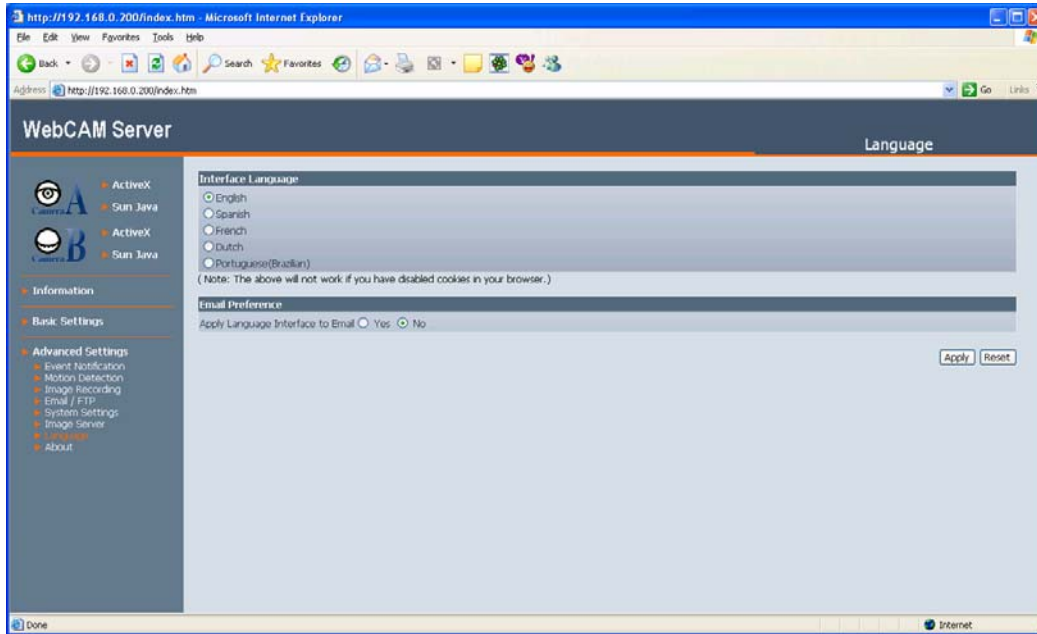 http://192.168.0.200/index.htm - Microsoft Internet Explorer
File Edit View Favorites Tools Help
Back Search Favorites
Address http://192.168.0.200/index.htm Go Links
WebCAM Server
Language
Camera A
ActiveX
Sun Java
Camera B
ActiveX
Sun Java
Information
Basic Settings
Advanced Settings
Event Notification
Motion Detection
Image Recording
Email / FTP
System Settings
Image Server
Language
About
Interface Language
English
Spanish
French
Dutch
Portuguese(Brazilian)
( Note: The above will not work if you have disabled cookies in your browser.)
Email Preference
Apply Language Interface to Email Yes No
Apply Reset
Done Internet